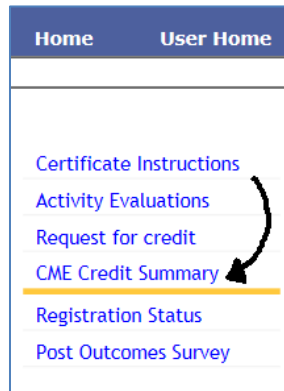 Home User Home
Certificate Instructions
Activity Evaluations
Request for credit
CME Credit Summary
Registration Status
Post Outcomes Survey